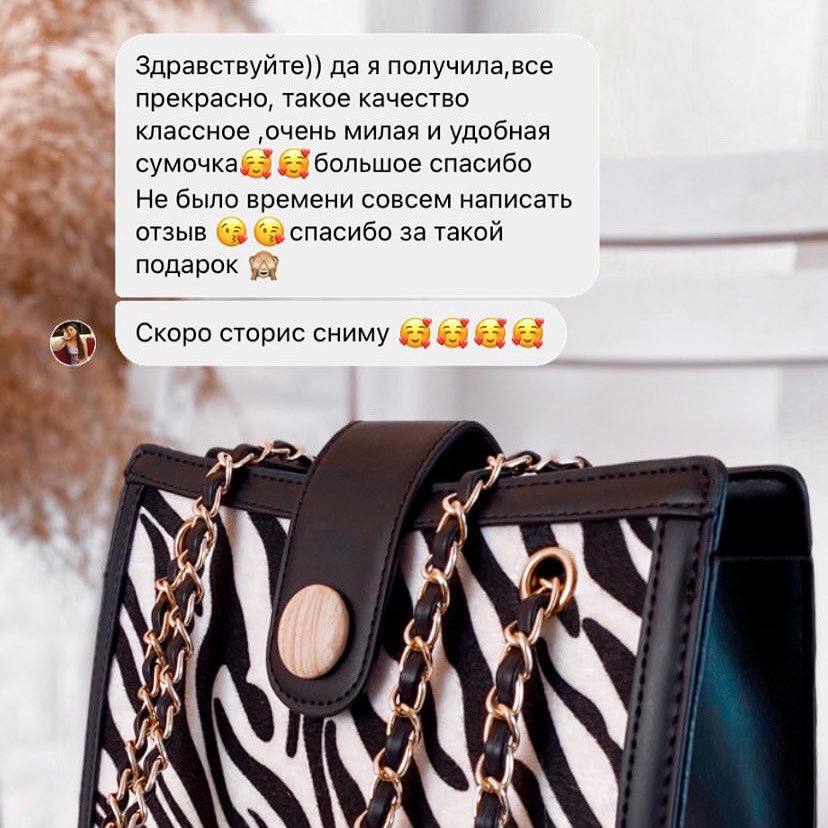 Здравствуйте)) да я получила,все
прекрасно, такое качество
классное ,очень милая и удобная
сумочка🥰🥰большое спасибо
Не было времени совсем написать
отзыв 😘😘спасибо за такой
подарок 🙈
Скоро сторис сниму 🥰🥰🥰🥰